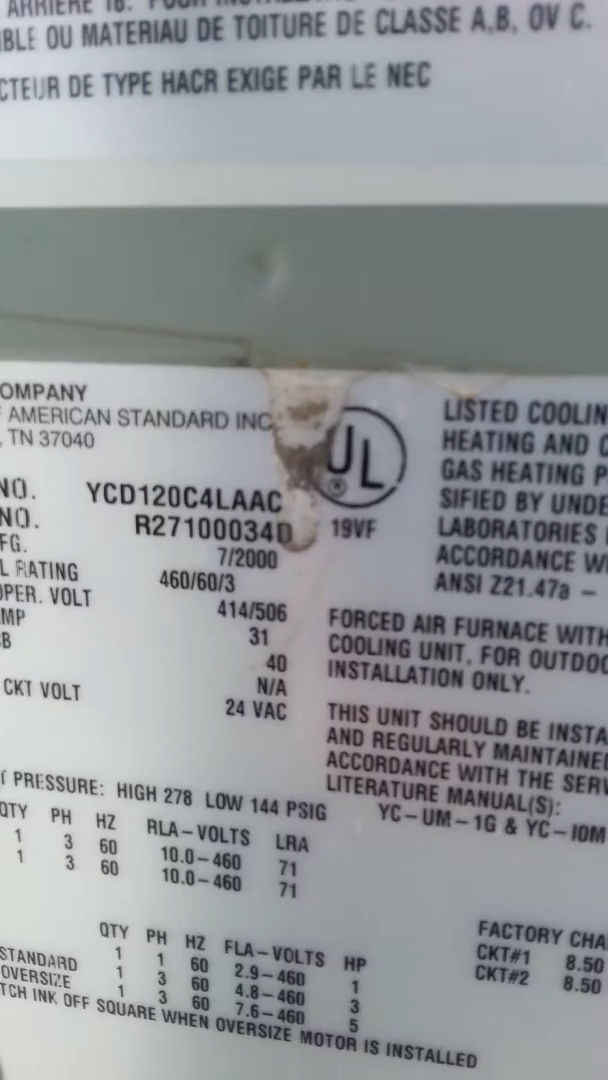 ARRIERE 18. POUR
BLE OU MATERIAU DE TOITURE DE CLASSE A,B, OV C.
CTEUR DE TYPE HACR EXIGE PAR LE NEC
OMPANY
AMERICAN STANDARD INC.
, TN 37040
NO. YCD120C4LAAC
NO. R27100034D
FG. 7/2000
L RATING 460/60/3
OPER. VOLT 414/506
MP 31
B 40
N/A
CKT VOLT 24 VAC
UL
®
19VF
LISTED COOLIN
HEATING AND C
GAS HEATING P
SIFIED BY UNDE
LABORATORIES
ACCORDANCE WI
ANSI Z21.47a –
FORCED AIR FURNACE WITH
COOLING UNIT, FOR OUTDOO
INSTALLATION ONLY.
THIS UNIT SHOULD BE INSTA
AND REGULARLY MAINTAINED
ACCORDANCE WITH THE SERV
LITERATURE MANUAL(S):
YC-UM-1G & YC-IOM
T PRESSURE: HIGH 278 LOW 144 PSIG
QTY PH HZ RLA-VOLTS LRA
1 3 60 10.0-460 71
1 3 60 10.0-460 71
QTY PH HZ FLA-VOLTS HP
1 1 60 2.9-460 1
STANDARD 1 3 60 4.8-460 3
OVERSIZE 1 3 60 7.6-460 5
TCH INK OFF SQUARE WHEN OVERSIZE MOTOR IS INSTALLED
FACTORY CHA
CKT#1 8.50
CKT#2 8.50